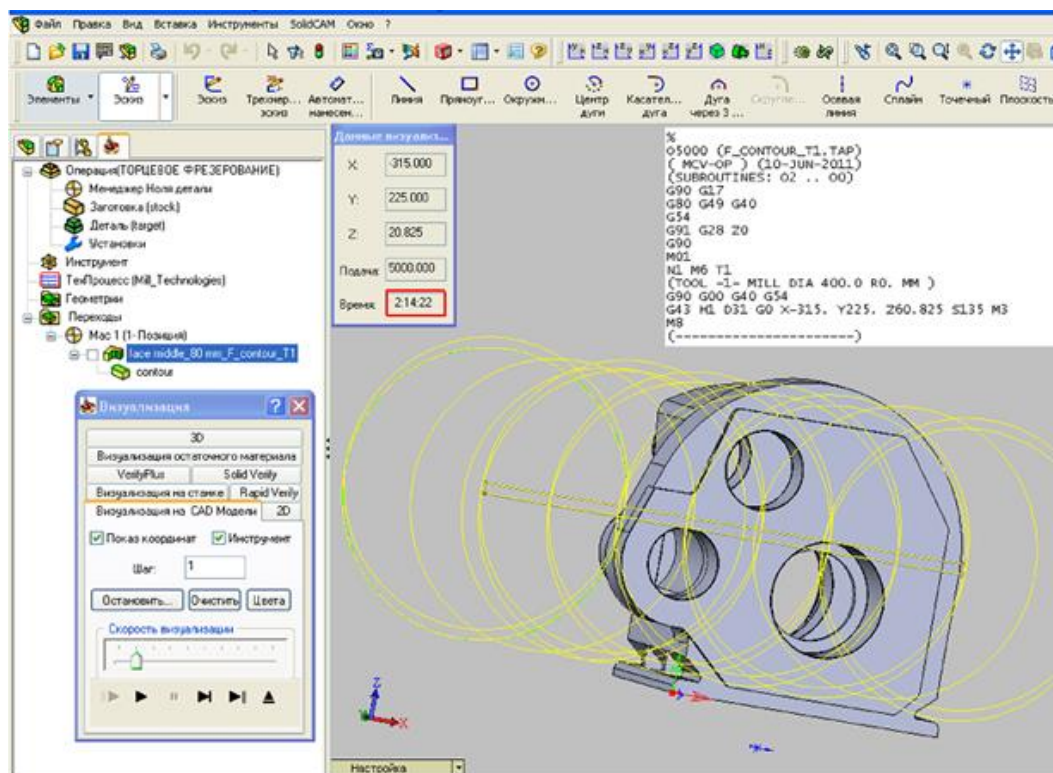 Файл Правка Вид Вставка Инструменты SolidCAM Окно ?
Элементы Эскиз Эскиз Трехмер... эскиз Автомат... нанесен... Линия Прямоуг... Окружн... Центр дуги Касател... дуга Дуга через 3 ... Скругле... Осевая линия Сплайн Точечный Плоскость
Операция(ТОРЦЕВОЕ ФРЕЗЕРОВАНИЕ)
Менеджер Ноля детали
Заготовка (stock)
Деталь (target)
Установки
Инструмент
ТехПроцесс (Mill_Technologies)
Геометрии
Переходы
Mac 1 (1- Позиция)
face middle_80 mm_F_contour_T1
contour
Данные визуализ...
X: -315.000
Y: 225.000
Z: 20.825
Подача: 5000.000
Время: 2:14:22
%
O5000 (F_CONTOUR_T1.TAP)
( MCV-OP ) (10-JUN-2011)
(SUBROUTINES: O2 .. O0)
G90 G17
G80 G49 G40
G54
G91 G28 Z0
G90
M01
N1 M6 T1
(TOOL -1- MILL DIA 400.0 R0. MM )
G90 G00 G40 G54
G43 H1 D31 G0 X-315. Y225. Z60.825 S135 M3
M8
(---------------------)
Визуализация
3D
Визуализация остаточного материала
VerifyPlus Solid Verify
Визуализация на станке Rapid Verify
Визуализация на CAD Модели 2D
Показ координат Инструмент
Шаг: 1
Остановить... Очистить Цвета
Скорость визуализации
Z
X
Настройка